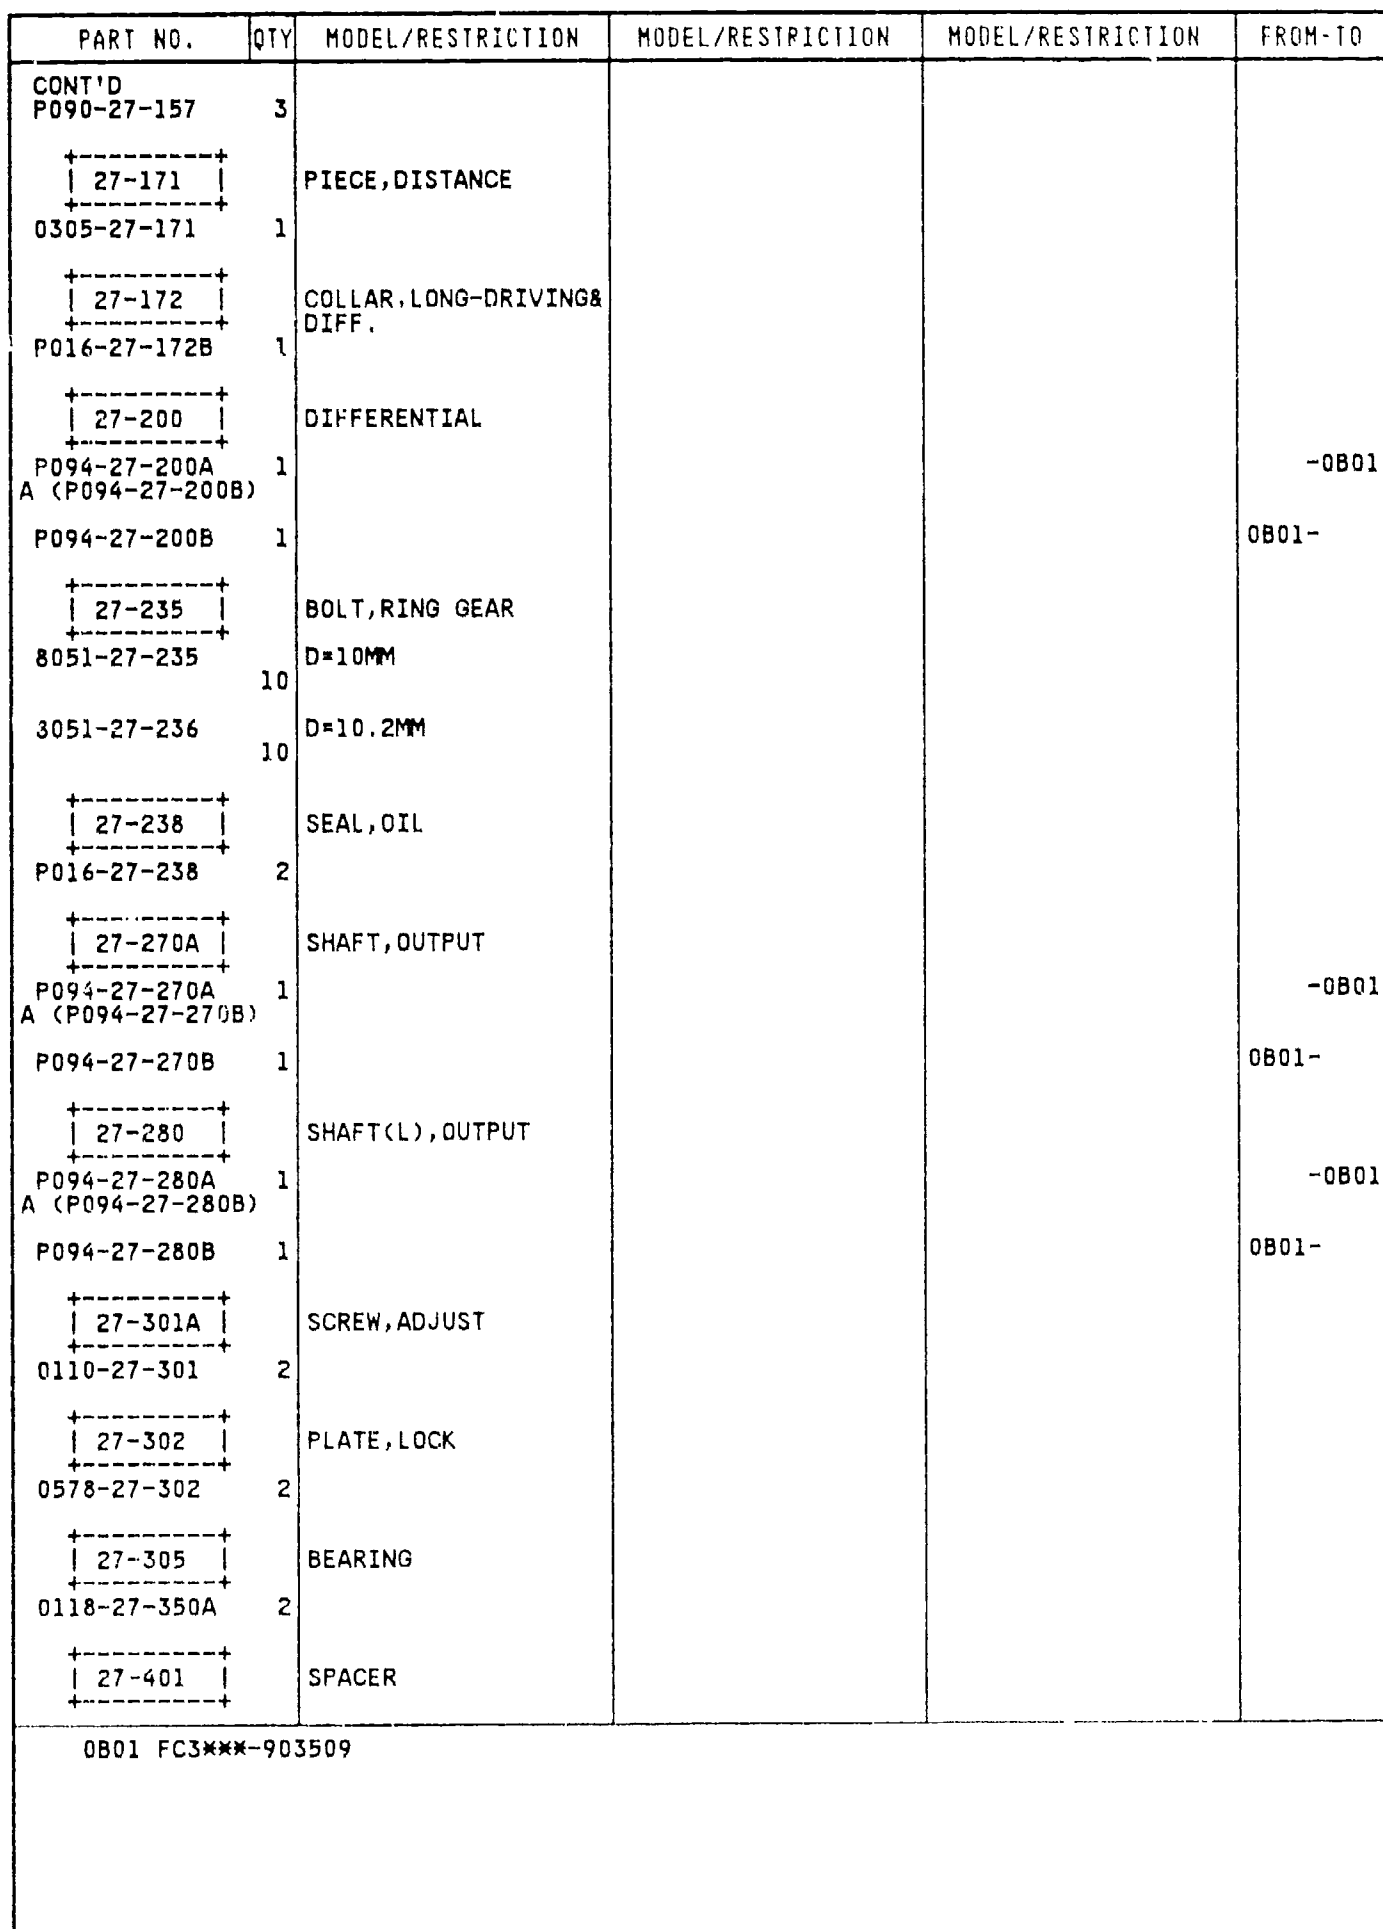 PART NO. QTY MODEL/RESTRICTION MODEL/RESTRICTION MODEL/RESTRICTION FROM-TO
CONT'D
P090-27-157 3
27-171 PIECE,DISTANCE
0305-27-171 1
27-172 COLLAR,LONG-DRIVING&
DIFF.
P016-27-172B 1
27-200 DIFFERENTIAL
P094-27-200A 1 -0B01
A (P094-27-200B)
P094-27-200B 1 0B01-
27-235 BOLT,RING GEAR
8051-27-235 D=10MM
10
3051-27-236 D=10.2MM
10
27-238 SEAL,OIL
P016-27-238 2
27-270A SHAFT,OUTPUT
P094-27-270A 1 -0B01
A (P094-27-270B)
P094-27-270B 1 0B01-
27-280 SHAFT(L),OUTPUT
P094-27-280A 1 -0B01
A (P094-27-280B)
P094-27-280B 1 0B01-
27-301A SCREW,ADJUST
0110-27-301 2
27-302 PLATE,LOCK
0578-27-302 2
27-305 BEARING
0118-27-350A 2
27-401 SPACER
0B01 FC3***-903509